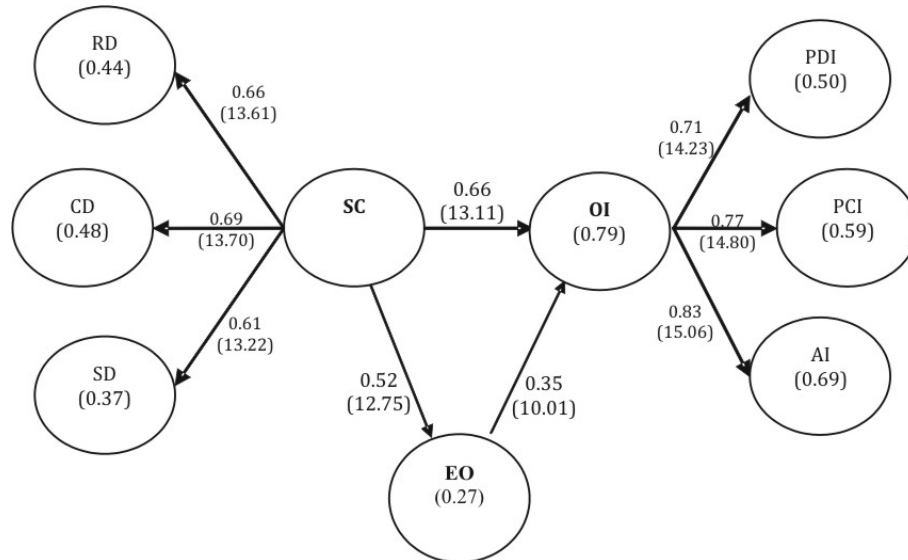 RD
(0.44)
0.66
(13.61)
CD
(0.48)
0.69
(13.70)
SD
(0.37)
0.61
(13.22)
SC
0.66
(13.11)
OI
(0.79)
0.52
(12.75)
0.35
(10.01)
EO
(0.27)
0.71
(14.23)
PDI
(0.50)
0.77
(14.80)
PCI
(0.59)
0.83
(15.06)
AI
(0.69)